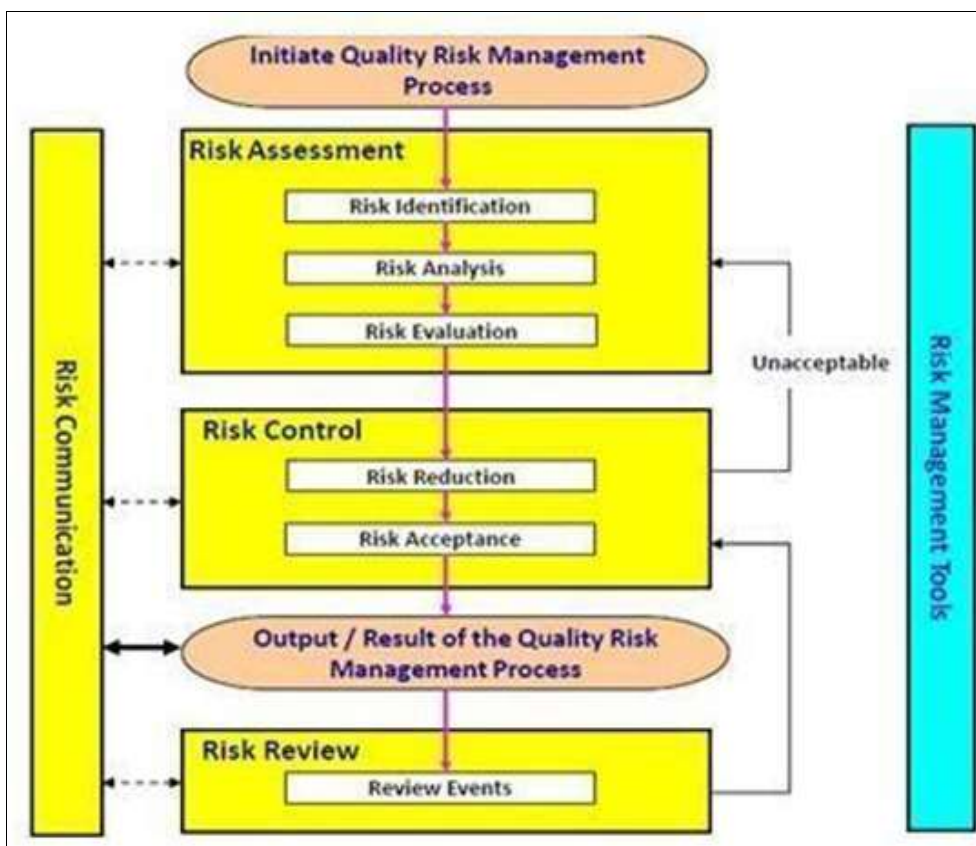 Initiate Quality Risk Management
Process
Risk Assessment
Risk Identification
Risk Analysis
Risk Evaluation
Unacceptable
Risk Control
Risk Reduction
Risk Acceptance
Output / Result of the Quality Risk
Management Process
Risk Review
Review Events
Risk Communication
Risk Management Tools